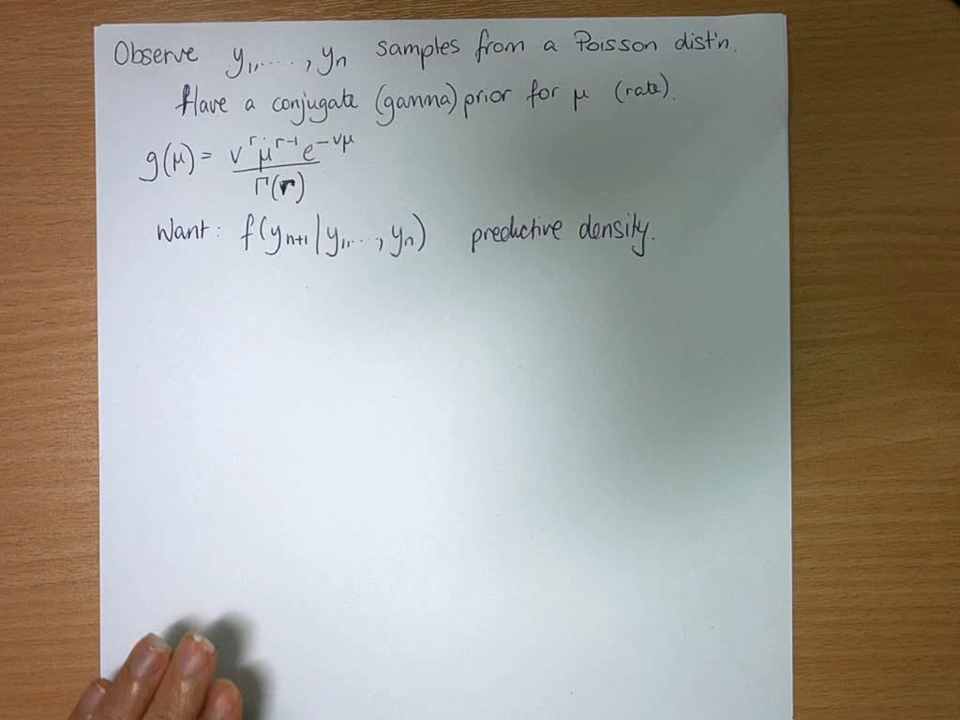 Observe y₁,....,yₙ samples from a Poisson dist'n.
Have a conjugate (gamma) prior for μ (rate).
g(μ) = v^r μ^{r-1} e^{-vμ} / Γ(r)
Want: f(yₙ₊₁|y₁,...,yₙ) predictive density.